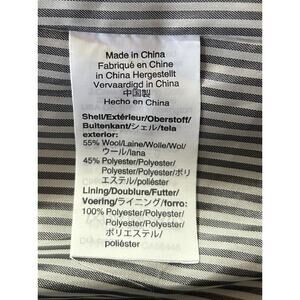 Made in China
Fabriqué en Chine
in China Hergestellt
Vervaardigd in China
中国製
Hecho en China
Shell/Extérieur/Oberstoff/
Buitenkant/シェル/tela
exterior:
55% Wool/Laine/Wolle/Wol/
ウール/lana
45% Polyester/Polyester/
Polyester/Polyester/ポリ
エステル/poliéster
Lining/Doublure/Futter/
Voering/ライニング/forro:
100% Polyester/Polyester/
Polyester/Polyester/
ポリエステル/
poliéster